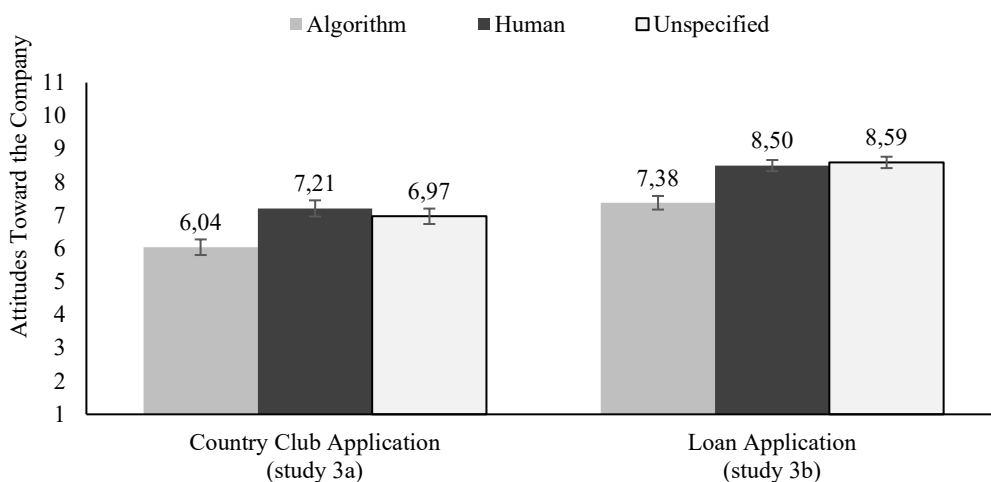 Algorithm Human Unspecified
Attitudes Toward the Company
11
10
9
8
7
6
5
4
3
2
1
6,04
7,21
6,97
7,38
8,50
8,59
Country Club Application
(study 3a)
Loan Application
(study 3b)